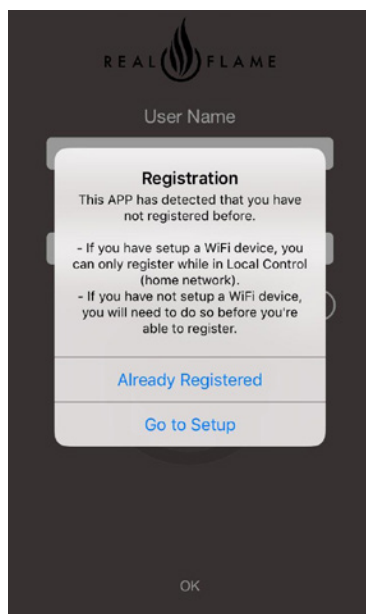 REAL FLAME
User Name
Registration
This APP has detected that you have
not registered before.
- If you have setup a WiFi device, you
can only register while in Local Control
(home network).
- If you have not setup a WiFi device,
you will need to do so before you're
able to register.
Already Registered
Go to Setup
OK